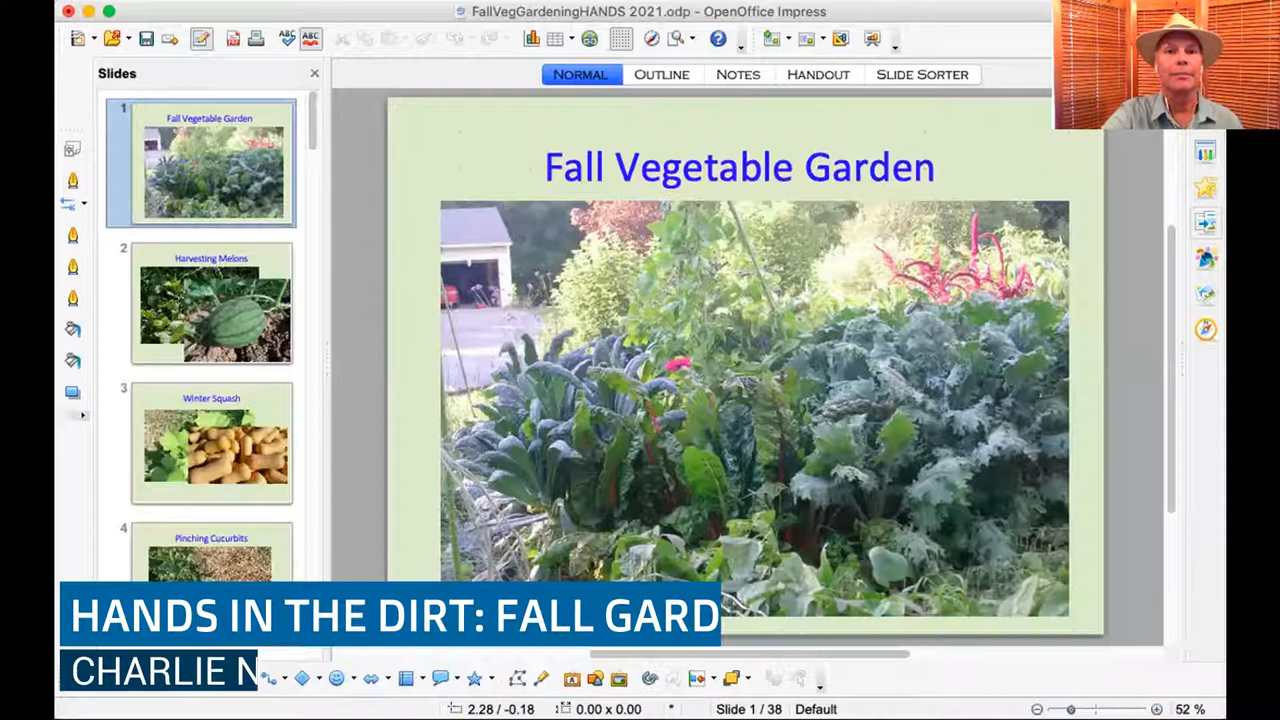 FallVegGardeningHANDS 2021.odp - OpenOffice Impress
ABC
ABC
Slides
NORMAL
OUTLINE
NOTES
HANDOUT
SLIDE SORTER
1
Fall Vegetable Garden
2
Harvesting Melons
3
Winter Squash
4
Pinching Cucurbits
Fall Vegetable Garden
HANDS IN THE DIRT: FALL GARD
CHARLIE N
2.28 / -0.18
0.00 x 0.00
*
Slide 1 / 38
Default
52 %